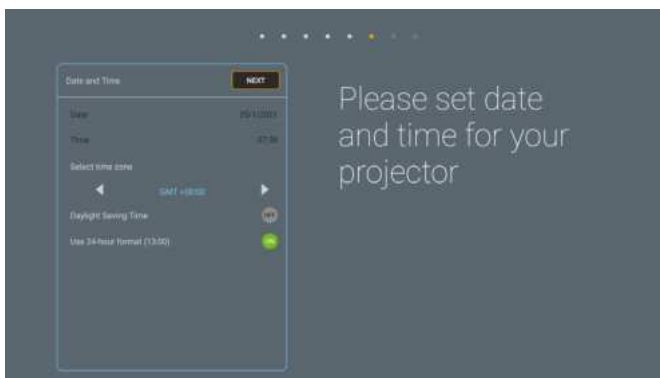 Date and Time
NEXT
Please set date
and time for your
projector
Date
Time
Select time zone
Daylight Saving Time
Use 24-hour format (13:00)
ON